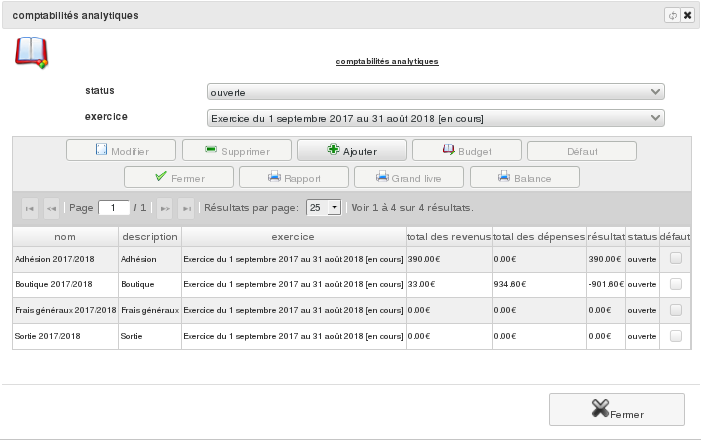 comptabilités analytiques
comptabilités analytiques
status
ouverte
exercice
Exercice du 1 septembre 2017 au 31 août 2018 [en cours]
Modifier Supprimer Ajouter Budget Défaut
Fermer Rapport Grand livre Balance
Page 1 / 1 Résultats par page: 25 Voir 1 à 4 sur 4 résultats.
nom description exercice total des revenus total des dépenses résultat status défaut
Adhésion 2017/2018 Adhésion Exercice du 1 septembre 2017 au 31 août 2018 [en cours] 390.00€ 0.00€ 390.00€ ouverte
Boutique 2017/2018 Boutique Exercice du 1 septembre 2017 au 31 août 2018 [en cours] 33.00€ 934.60€ -901.60€ ouverte
Frais généraux 2017/2018 Frais généraux Exercice du 1 septembre 2017 au 31 août 2018 [en cours] 0.00€ 0.00€ 0.00€ ouverte
Sortie 2017/2018 Sortie Exercice du 1 septembre 2017 au 31 août 2018 [en cours] 0.00€ 0.00€ 0.00€ ouverte
Fermer